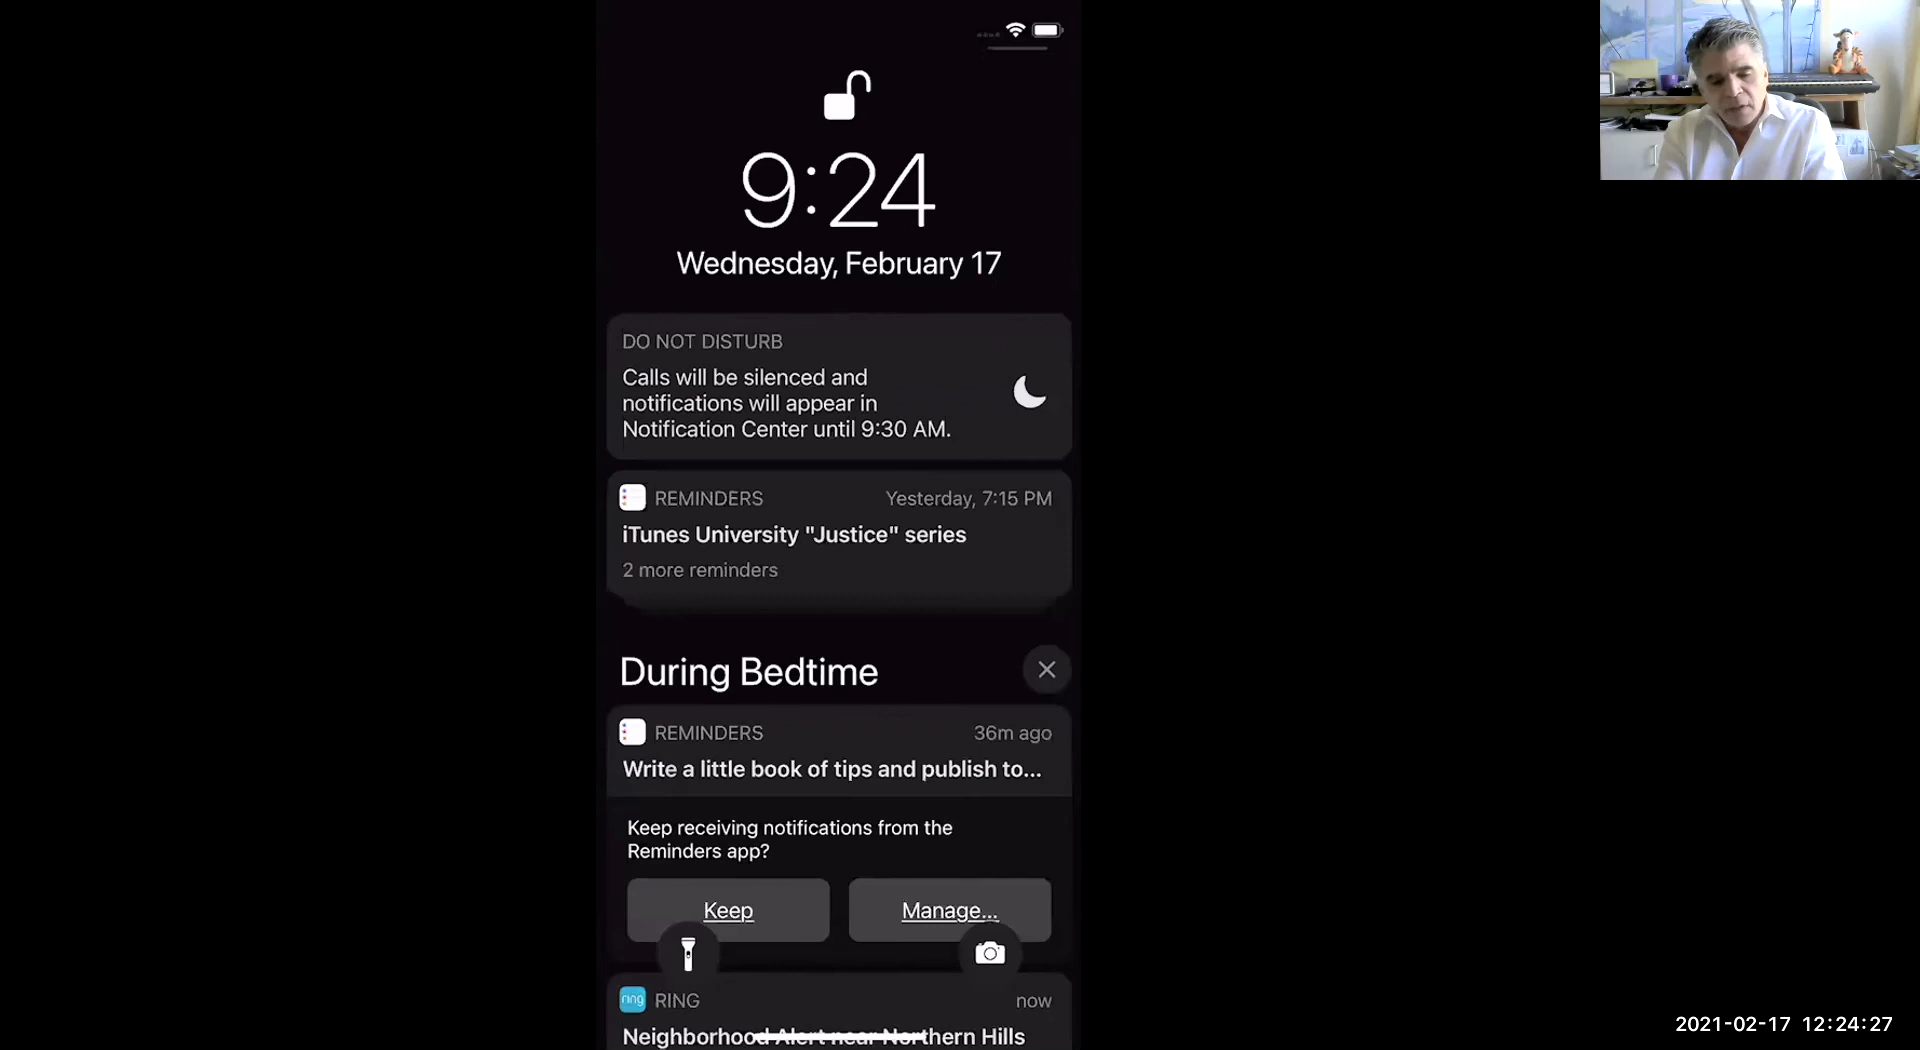 9:24
Wednesday, February 17
DO NOT DISTURB
Calls will be silenced and
notifications will appear in
Notification Center until 9:30 AM.
REMINDERS Yesterday, 7:15 PM
iTunes University "Justice" series
2 more reminders
During Bedtime
REMINDERS 36m ago
Write a little book of tips and publish to...
Keep receiving notifications from the
Reminders app?
Keep Manage...
ring RING now
Neighborhood Alert near Northern Hills
2021-02-17 12:24:27